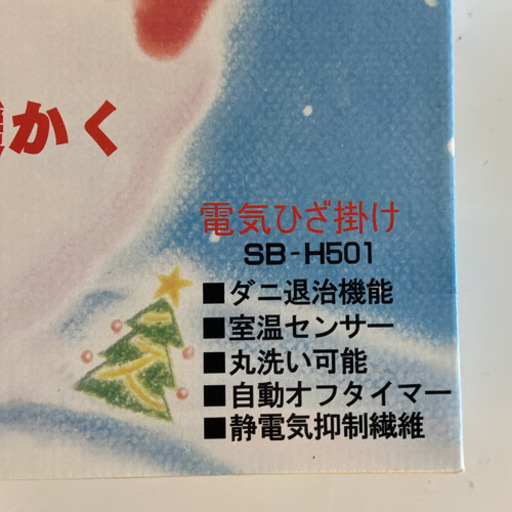 暖かく
電気ひざ掛け
SB-H501
■ダニ退治機能
■室温センサー
■丸洗い可能
■自動オフタイマー
■静電気抑制繊維